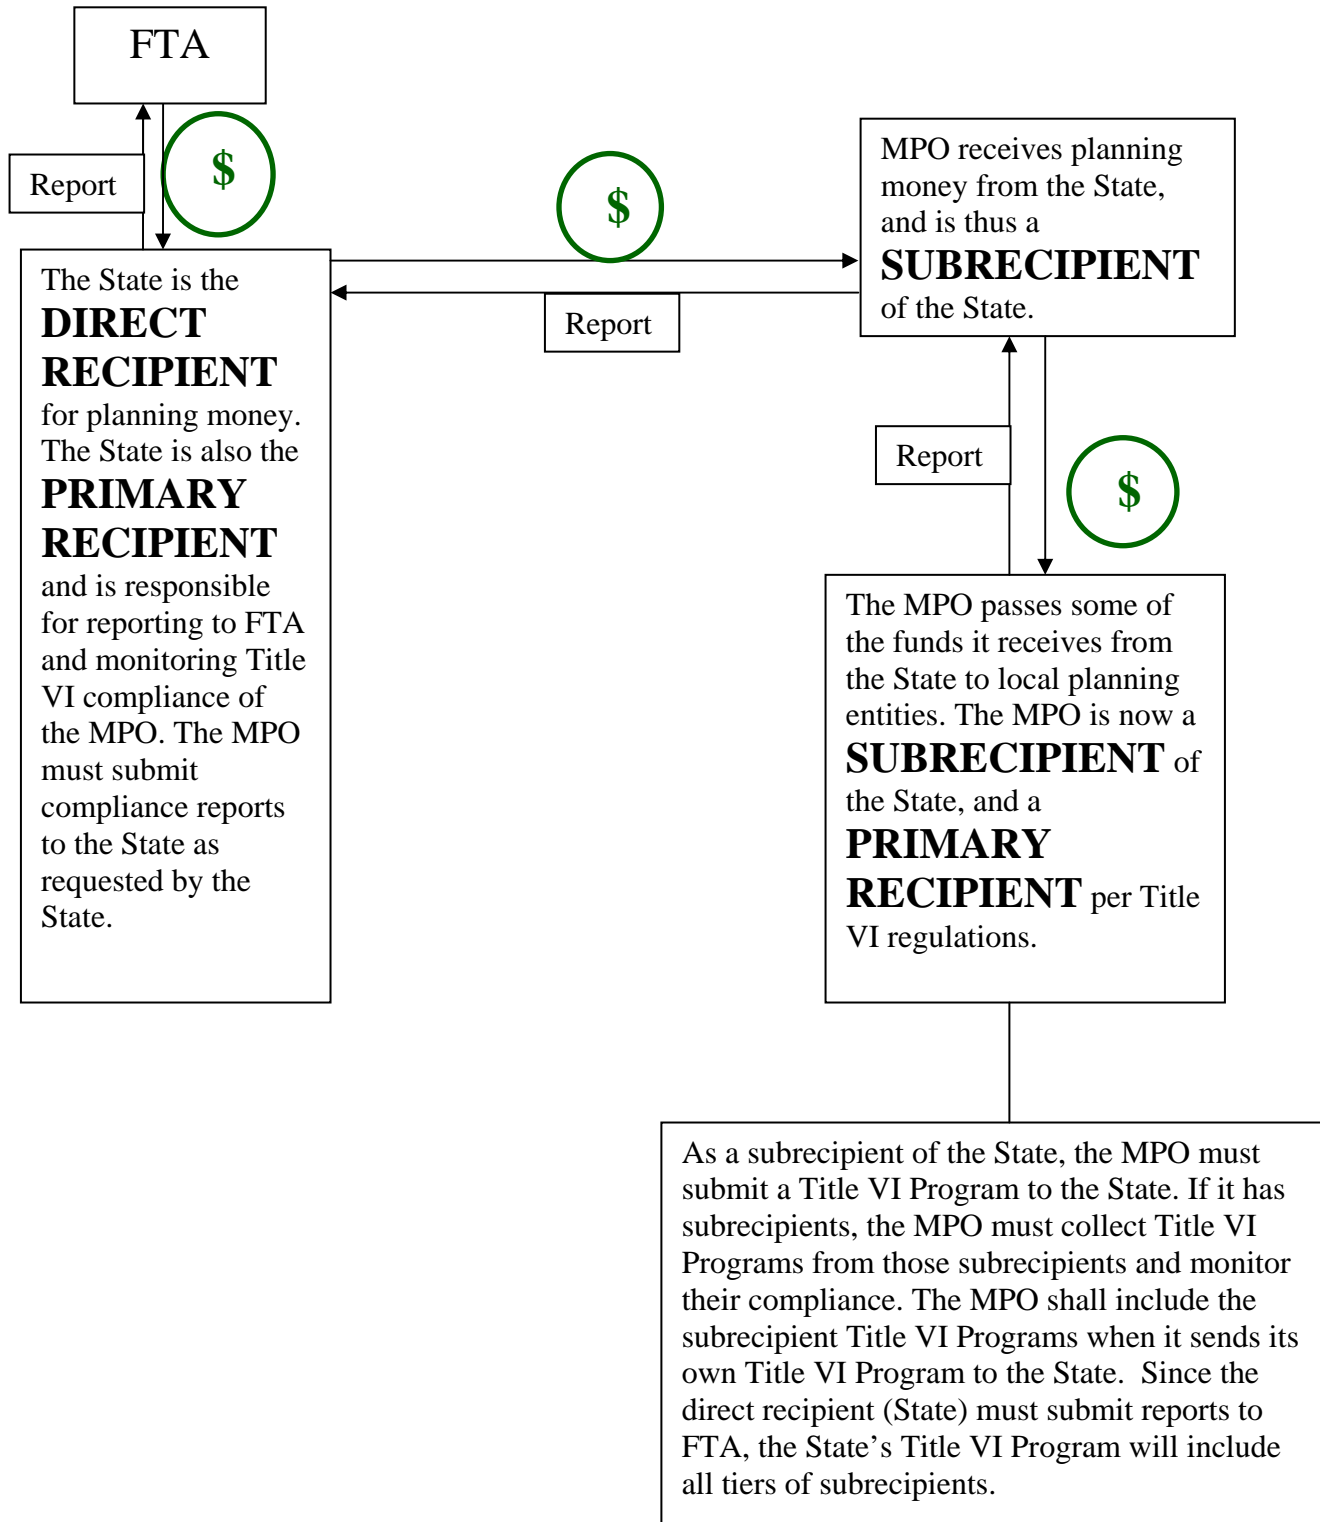 FTA
$
Report
$
Report
MPO receives planning
money from the State,
and is thus a
SUBRECIPIENT
of the State.
The State is the
DIRECT
RECIPIENT
for planning money.
The State is also the
PRIMARY
RECIPIENT
and is responsible
for reporting to FTA
and monitoring Title
VI compliance of
the MPO. The MPO
must submit
compliance reports
to the State as
requested by the
State.
Report
$
The MPO passes some of
the funds it receives from
the State to local planning
entities. The MPO is now a
SUBRECIPIENT of
the State, and a
PRIMARY
RECIPIENT per Title
VI regulations.
As a subrecipient of the State, the MPO must
submit a Title VI Program to the State. If it has
subrecipients, the MPO must collect Title VI
Programs from those subrecipients and monitor
their compliance. The MPO shall include the
subrecipient Title VI Programs when it sends its
own Title VI Program to the State.  Since the
direct recipient (State) must submit reports to
FTA, the State’s Title VI Program will include
all tiers of subrecipients.